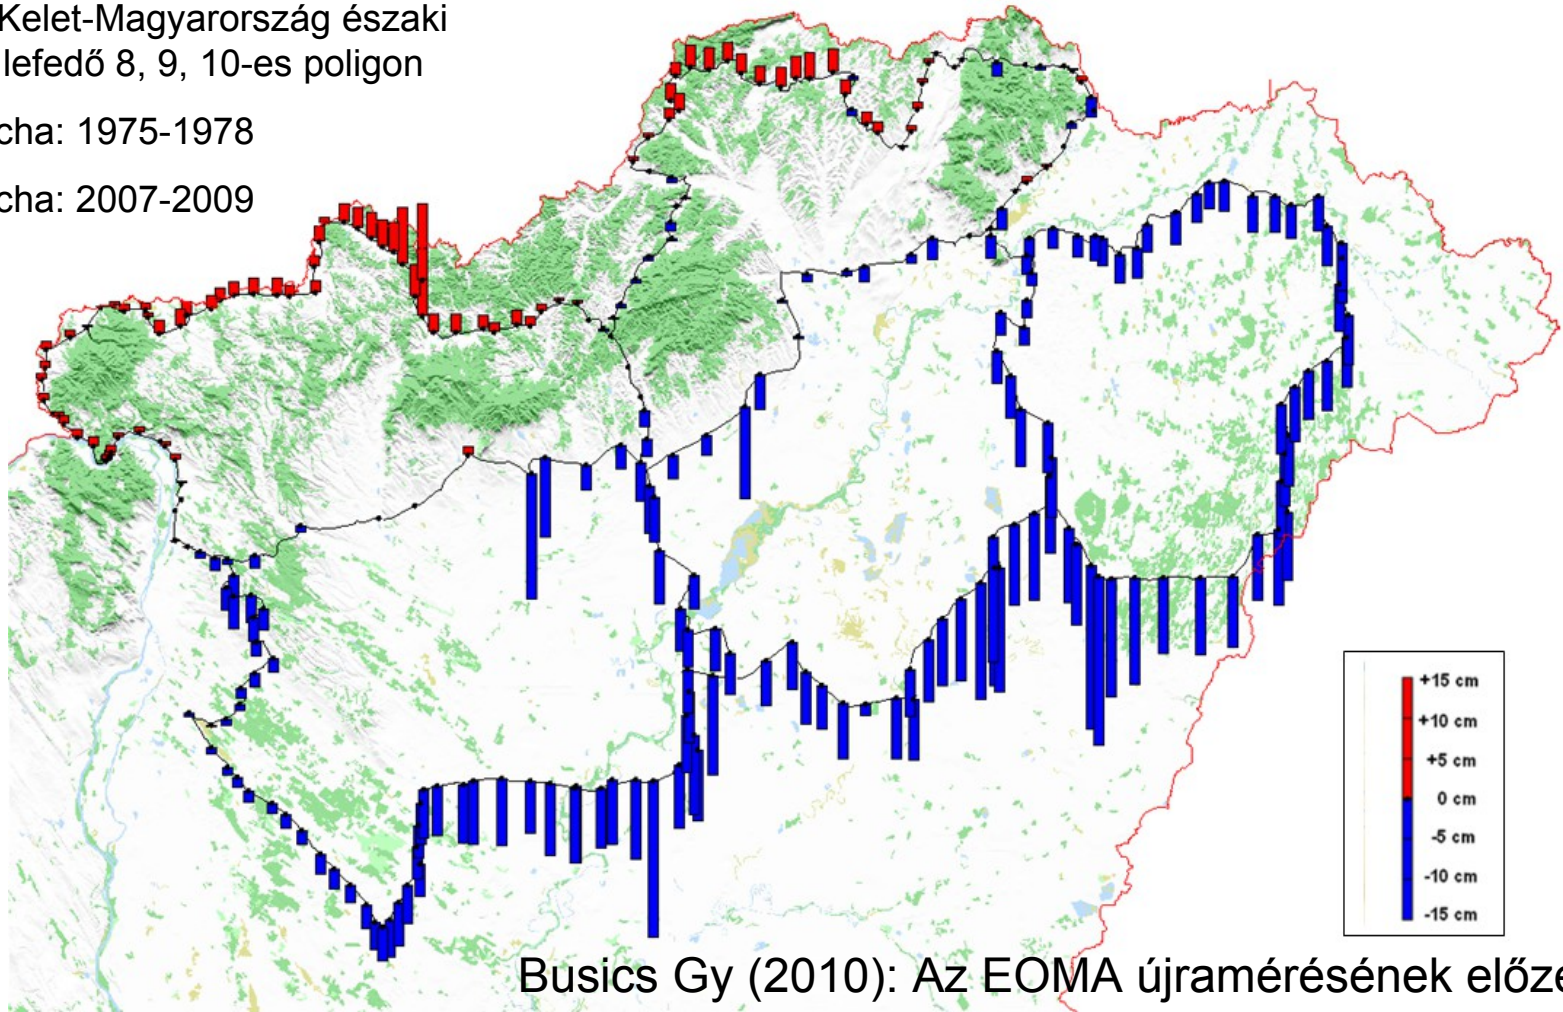 Kelet-Magyarország északi
lefedő 8, 9, 10-es poligon
cha: 1975-1978
cha: 2007-2009
+15 cm
+10 cm
+5 cm
0 cm
-5 cm
-10 cm
-15 cm
Busics Gy (2010): Az EOMA újramérésének előze